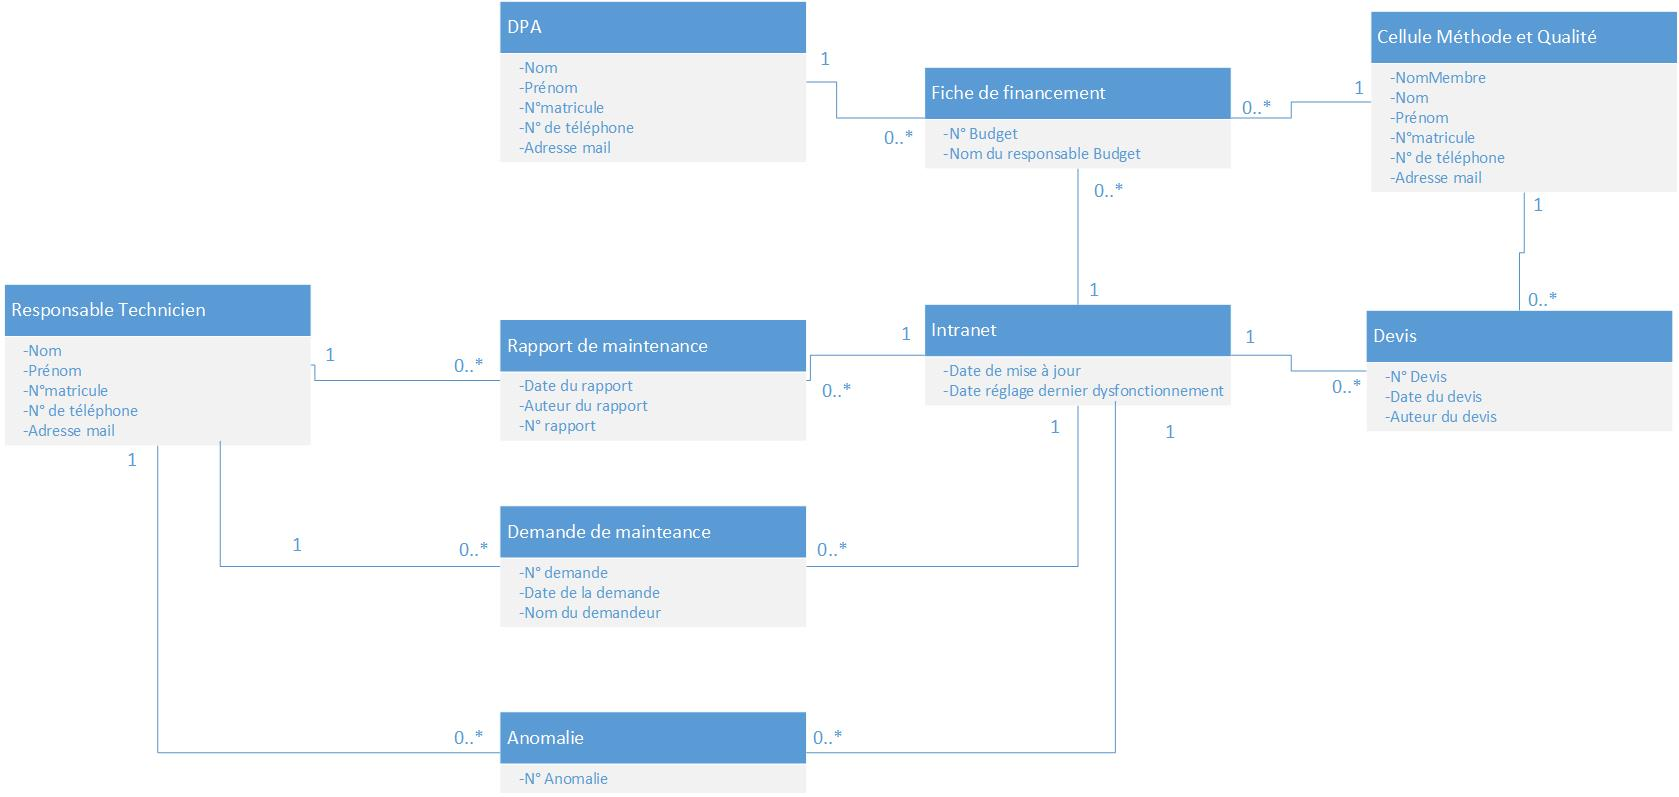 DPA
-Nom
-Prénom
-N°matricule
-N° de téléphone
-Adresse mail
1
0..*
Fiche de financement
-N° Budget
-Nom du responsable Budget
0..*
1
Cellule Méthode et Qualité
-NomMembre
-Nom
-Prénom
-N°matricule
-N° de téléphone
-Adresse mail
0..*
1
1
0..*
Responsable Technicien
-Nom
-Prénom
-N°matricule
-N° de téléphone
-Adresse mail
1
0..*
Rapport de maintenance
-Date du rapport
-Auteur du rapport
-N° rapport
1
0..*
Intranet
-Date de mise à jour
-Date réglage dernier dysfonctionnement
1
0..*
Devis
-N° Devis
-Date du devis
-Auteur du devis
1
1
1
1
0..*
Demande de mainteance
-N° demande
-Date de la demande
-Nom du demandeur
0..*
0..*
Anomalie
-N° Anomalie
0..*